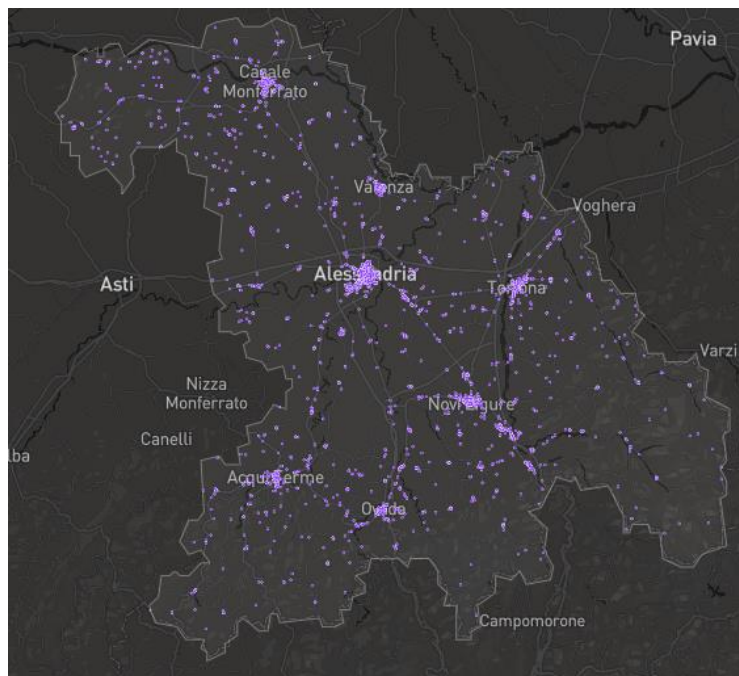 Pavia
Casale
Monferrato
Valenza
Voghera
Alessandria
Asti
Tortona
Varzi
Nizza
Monferrato
Novi Ligure
Canelli
lba
Acqui Terme
Ovada
Campomorone